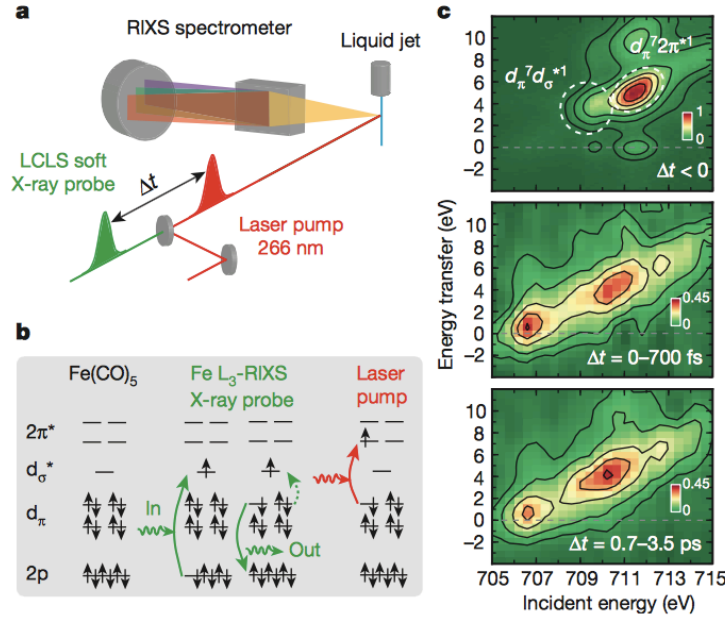 a
RIXS spectrometer
Liquid jet
LCLS soft
X-ray probe
Δt
Laser pump
266 nm
b
Fe(CO)5
Fe L3-RIXS
X-ray probe
Laser
pump
2π*
dσ*
dπ
2p
In
Out
c
Energy transfer (eV)
10
8
6
4
2
0
−2
dπ7dσ*1
dπ72π*1
1
0
Δt < 0
10
8
6
4
2
0
−2
0.45
0
Δt = 0–700 fs
10
8
6
4
2
0
−2
0.45
0
Δt = 0.7–3.5 ps
705 707 709 711 713 715
Incident energy (eV)